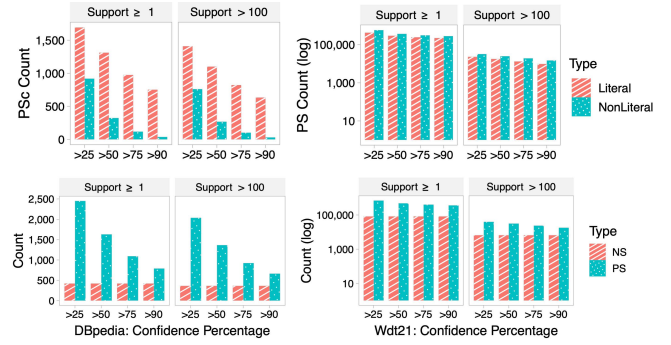 Support ≥ 1
Support > 100
PSc Count
1,500
1,000
500
0
>25 >50 >75 >90
>25 >50 >75 >90
Support ≥ 1
Support > 100
PS Count (log)
100,000
1,000
10
>25 >50 >75 >90
>25 >50 >75 >90
Type
Literal
NonLiteral
Support ≥ 1
Support > 100
Count
2,500
2,000
1,500
1,000
500
0
>25 >50 >75 >90
>25 >50 >75 >90
DBpedia: Confidence Percentage
Support ≥ 1
Support > 100
Count (log)
100,000
1,000
10
>25 >50 >75 >90
>25 >50 >75 >90
Wdt21: Confidence Percentage
Type
NS
PS